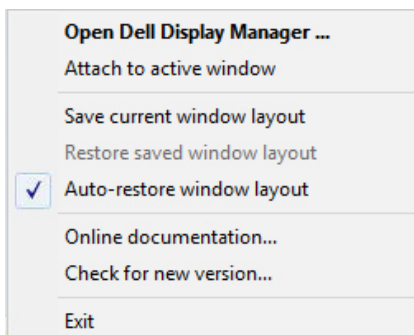 Open Dell Display Manager ...
Attach to active window
Save current window layout
Restore saved window layout
Auto-restore window layout
Online documentation...
Check for new version...
Exit